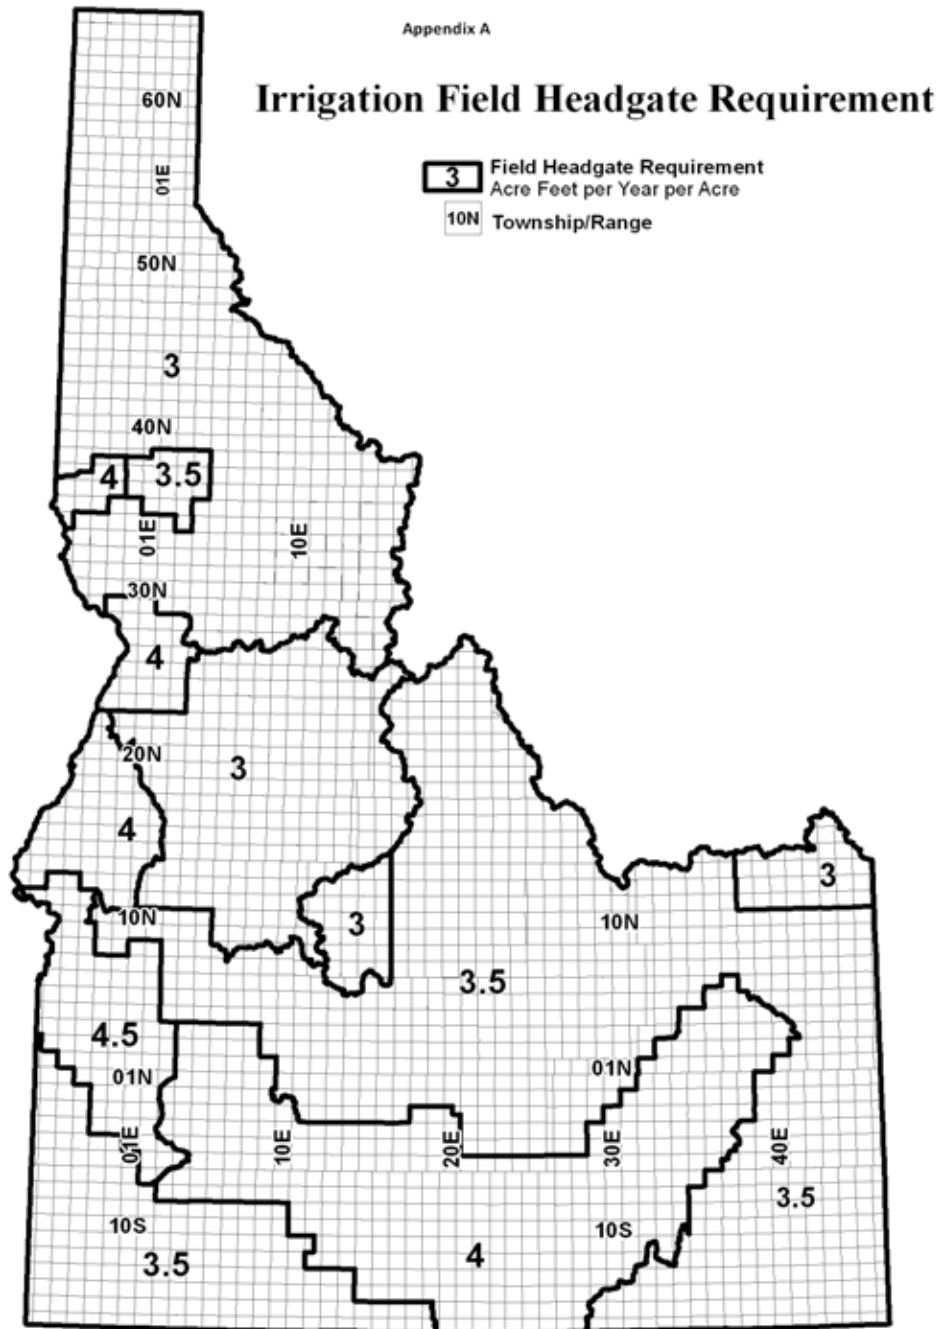 Appendix A
Irrigation Field Headgate Requirement
3 Field Headgate Requirement
Acre Feet per Year per Acre
10N Township/Range
60N
01E
50N
3
40N
4 3.5
01E 10E
30N
4
20N
3
4
3
10N
3
10N
3.5
4.5
01N
01N
01E 10E 20E 30E 40E
3.5
10S
10S
3.5
4